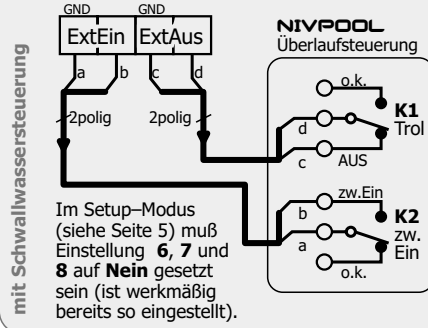 mit Schwallwassersteuerung
GND GND
ExtEin ExtAus
a b c d
2polig 2polig
NIVPOOL
Überlaufsteuerung
o.k.
K1
d Trol
c AUS
zw.Ein
b K2
a zw.
Ein
o.k.
Im Setup–Modus
(siehe Seite 5) muß
Einstellung 6, 7 und
8 auf Nein gesetzt
sein (ist werkmäßig
bereits so eingestellt).